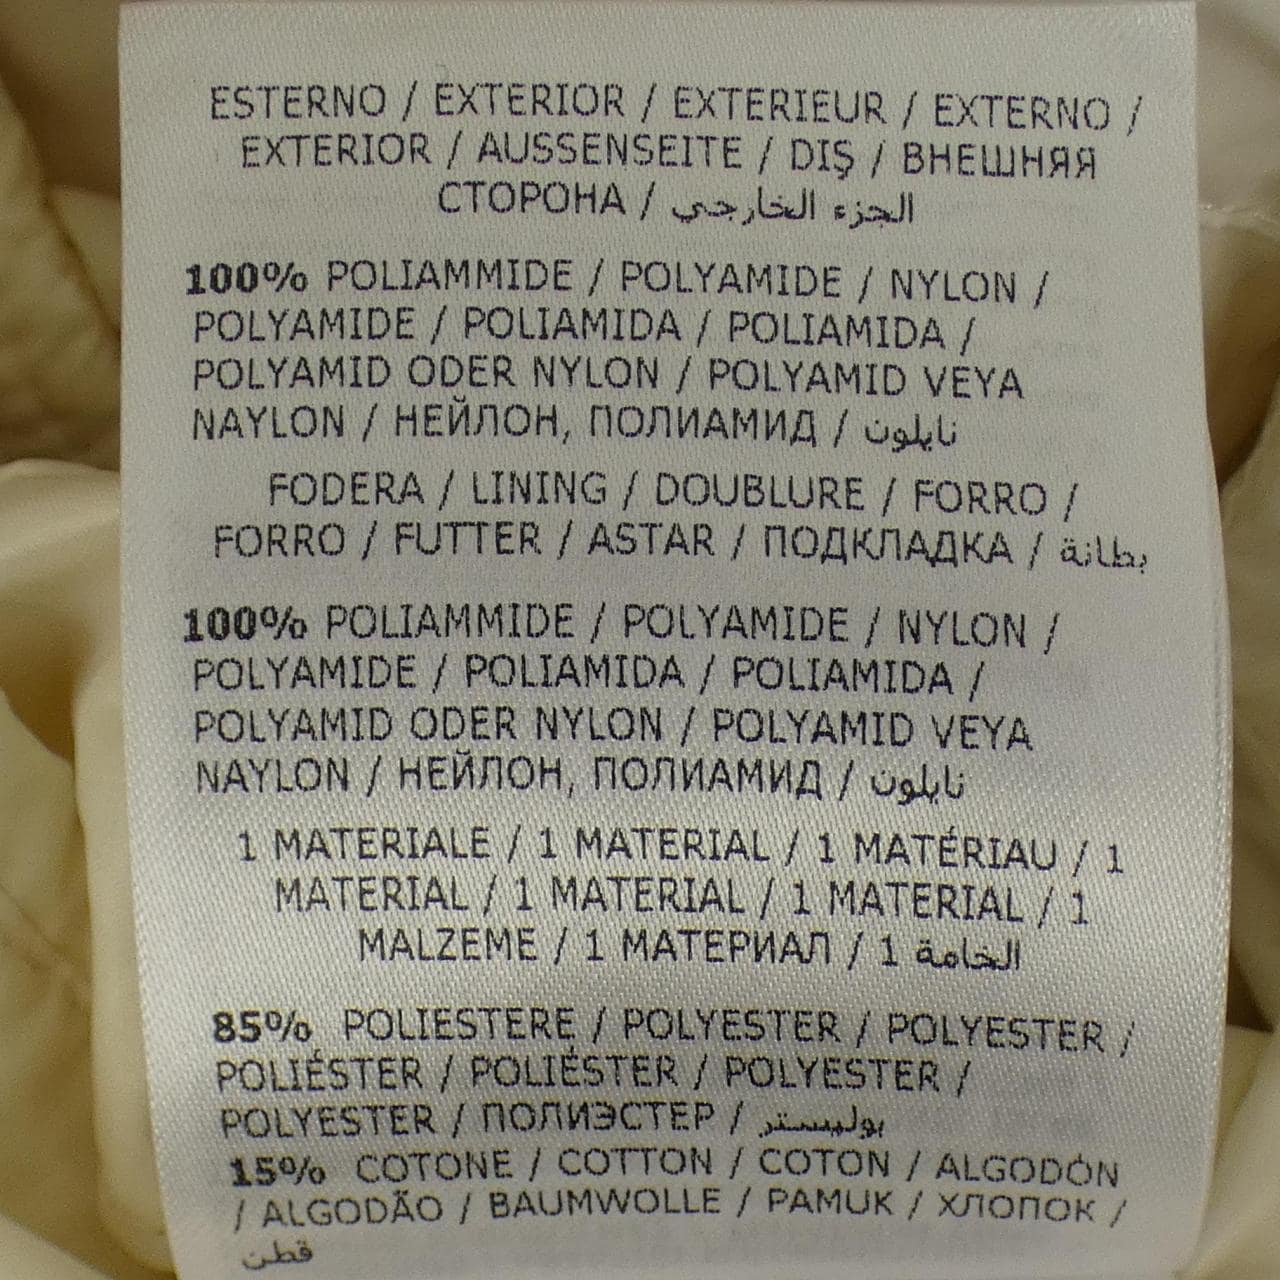 ESTERNO / EXTERIOR / EXTERIEUR / EXTERNO /
EXTERIOR / AUSSENSEITE / DIŞ / ВНЕШНЯЯ
СТОРОНА / الجزء الخارجي
100% POLIAMMIDE / POLYAMIDE / NYLON /
POLYAMIDE / POLIAMIDA / POLIAMIDA /
POLYAMID ODER NYLON / POLYAMID VEYA
NAYLON / НЕЙЛОН, ПОЛИАМИД / نايلون
FODERA / LINING / DOUBLURE / FORRO /
FORRO / FUTTER / ASTAR / ПОДКЛАДКА / بطانة
100% POLIAMMIDE / POLYAMIDE / NYLON /
POLYAMIDE / POLIAMIDA / POLIAMIDA /
POLYAMID ODER NYLON / POLYAMID VEYA
NAYLON / НЕЙЛОН, ПОЛИАМИД / نايلون
1 MATERIALE / 1 MATERIAL / 1 MATÉRIAU / 1
MATERIAL / 1 MATERIAL / 1 MATERIAL / 1
MALZEME / 1 МАТЕРИАЛ / 1 الخامة
85% POLIESTERE / POLYESTER / POLYESTER /
POLIÉSTER / POLIÉSTER / POLYESTER /
POLYESTER / ПОЛИЭСТЕР / بوليستر
15% COTONE / COTTON / COTON / ALGODÓN
/ ALGODÃO / BAUMWOLLE / PAMUK / ХЛОПОК /
قطن